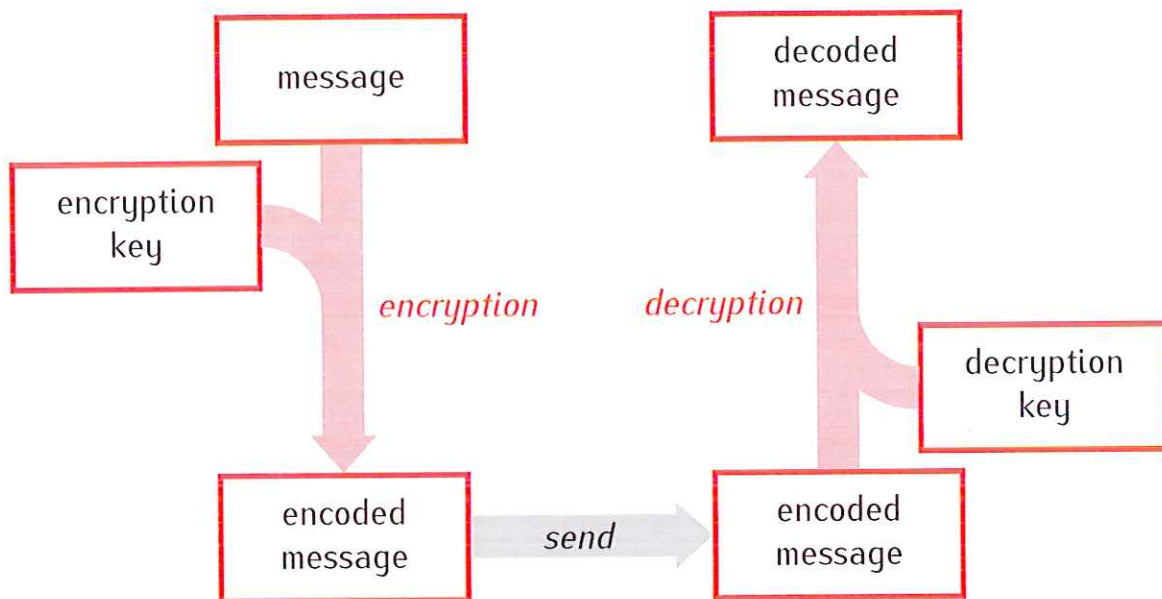 message
encryption
key
encryption
encoded
message
send
encoded
message
decryption
key
decryption
decoded
message